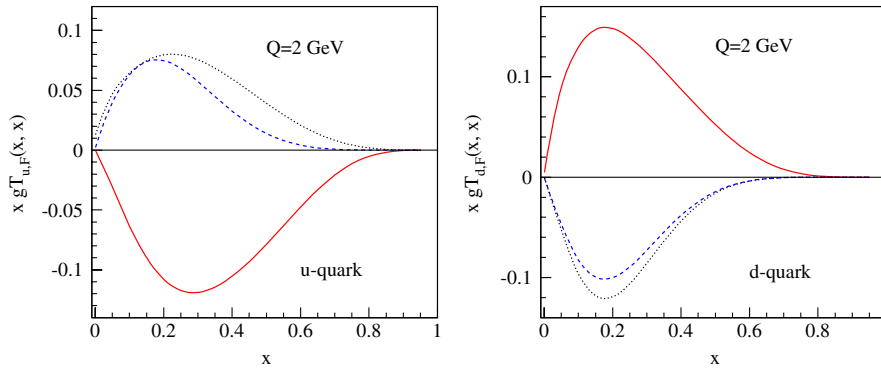 0.1
0.05
0
-0.05
-0.1
x gT_{u,F}(x, x)
Q=2 GeV
u-quark
0 0.2 0.4 0.6 0.8 1
x
0.1
0
-0.1
x gT_{d,F}(x, x)
Q=2 GeV
d-quark
0 0.2 0.4 0.6 0.8
x